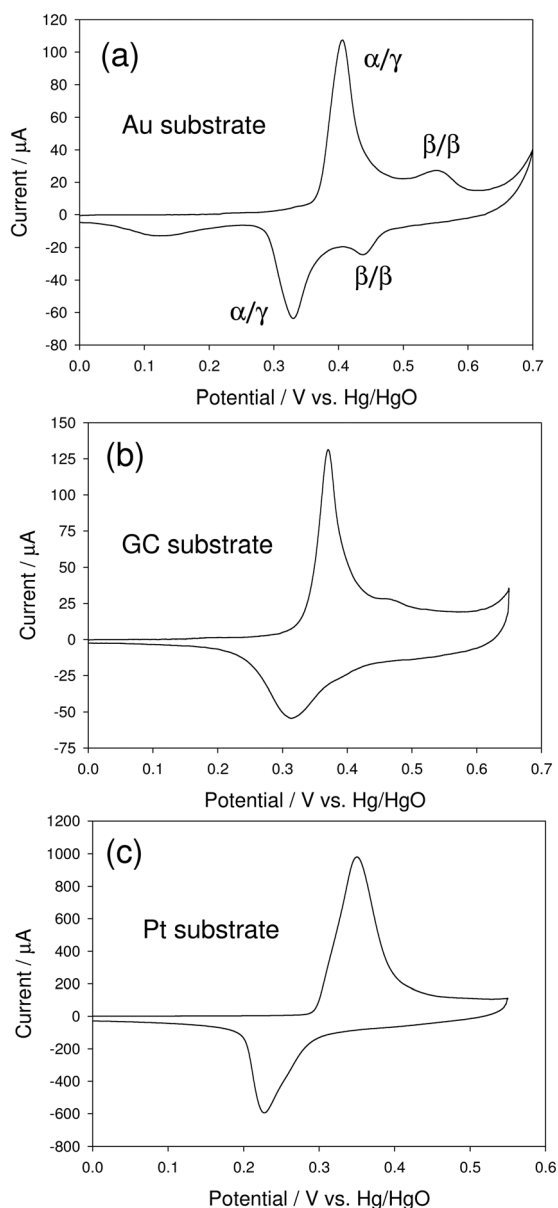 120
(a)
100
α/γ
80
Au substrate
60
β/β
40
20
0
-20
-40
β/β
α/γ
-60
-80
Current / μA
0.0 0.1 0.2 0.3 0.4 0.5 0.6 0.7
Potential / V vs. Hg/HgO
150
(b)
125
100
GC substrate
75
50
25
0
-25
-50
-75
Current / μA
0.0 0.1 0.2 0.3 0.4 0.5 0.6 0.7
Potential / V vs. Hg/HgO
1200
(c)
1000
800
Pt substrate
600
400
200
0
-200
-400
-600
-800
Current / μA
0.0 0.1 0.2 0.3 0.4 0.5 0.6
Potential / V vs. Hg/HgO